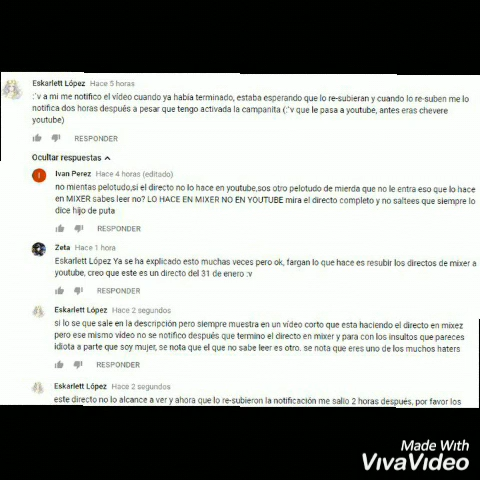 Eskarlett López Hace 5 horas
:'v a mi me notifico el vídeo cuando ya había terminado, estaba esperando que lo re-subieran y cuando lo re-suben me lo
notifica dos horas después a pesar que tengo activada la campanita (:'v que le pasa a youtube, antes eras chevere
youtube)
RESPONDER
Ocultar respuestas
I Ivan Perez Hace 4 horas (editado)
no mientas pelotudo,si el directo no lo hace en youtube,sos otro pelotudo de mierda que no le entra eso que lo hace
en MIXER sabes leer no? LO HACE EN MIXER NO EN YOUTUBE mira el directo completo y no saltees que siempre lo
dice hijo de puta
RESPONDER
Zeta Hace 1 hora
Eskarlett López Ya se ha explicado esto muchas veces pero ok, fargan lo que hace es resubir los directos de mixer a
youtube, creo que este es un directo del 31 de enero :v
RESPONDER
Eskarlett López Hace 2 segundos
si lo se que sale en la descripción pero siempre muestra en un vídeo corto que esta haciendo el directo en mixez
pero ese mismo video no se notifico después que termino el directo en mixer y para con los insultos que pareces
idiota a parte que soy mujer, se nota que el que no sabe leer es otro. se nota que eres uno de los muchos haters
RESPONDER
Eskarlett López Hace 2 segundos
este directo no lo alcance a ver y ahora que lo re-subieron la notificación me salio 2 horas después, por favor los
Made With
VivaVideo